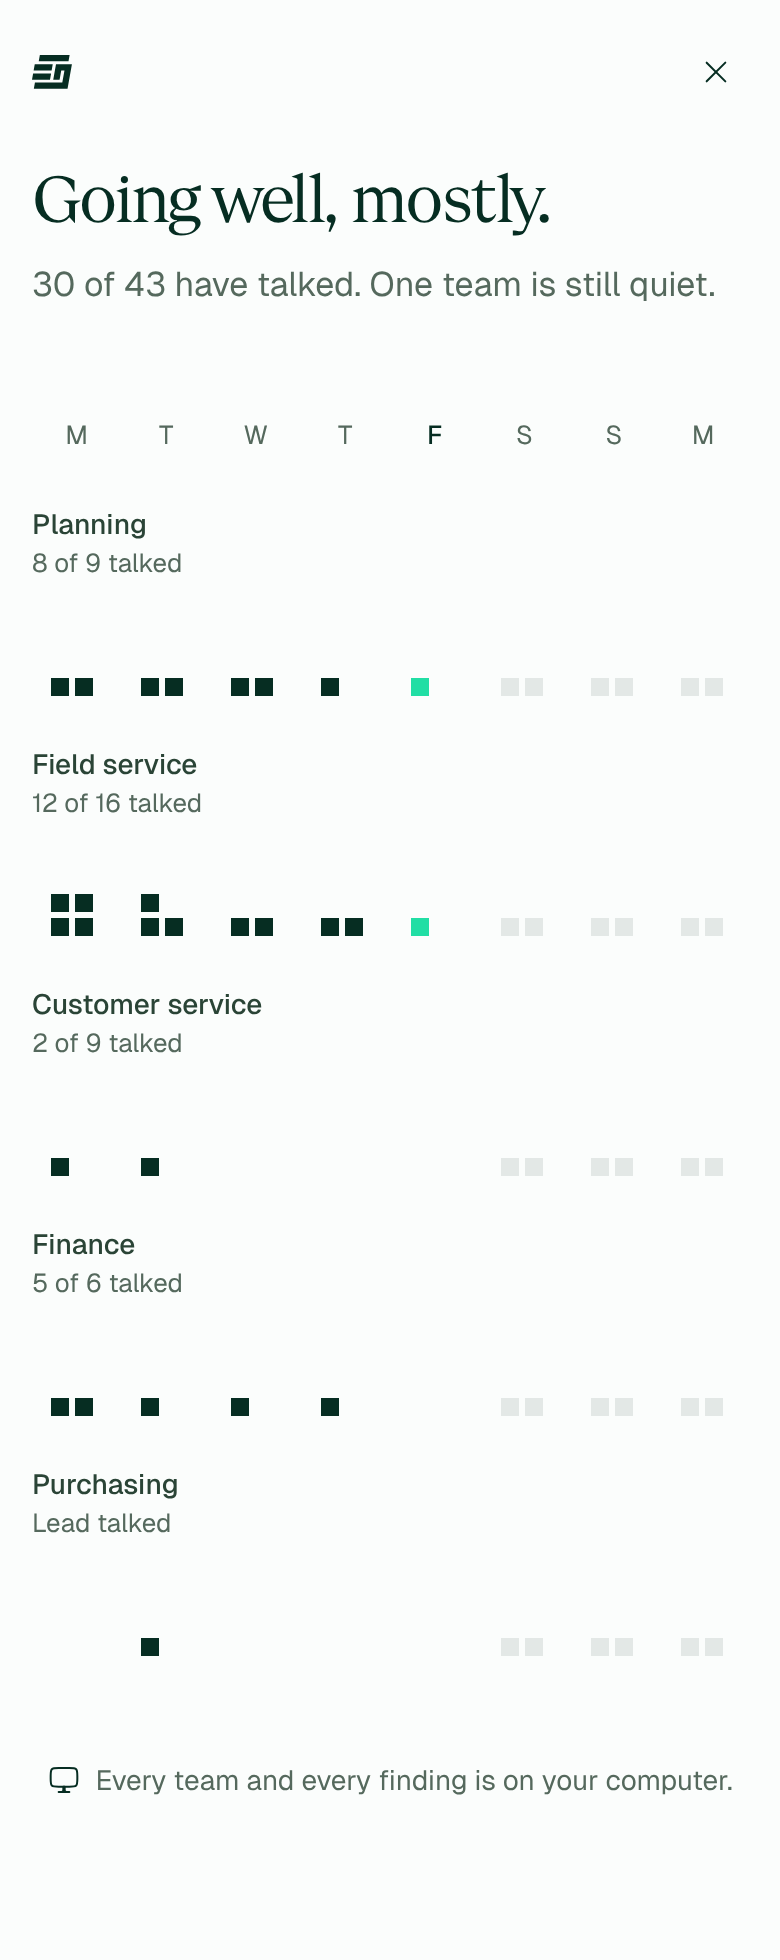 Going well, mostly.
30 of 43 have talked. One team is still quiet.
M T W T F S S M
Planning
8 of 9 talked
Field service
12 of 16 talked
Customer service
2 of 9 talked
Finance
5 of 6 talked
Purchasing
Lead talked
Every team and every finding is on your computer.